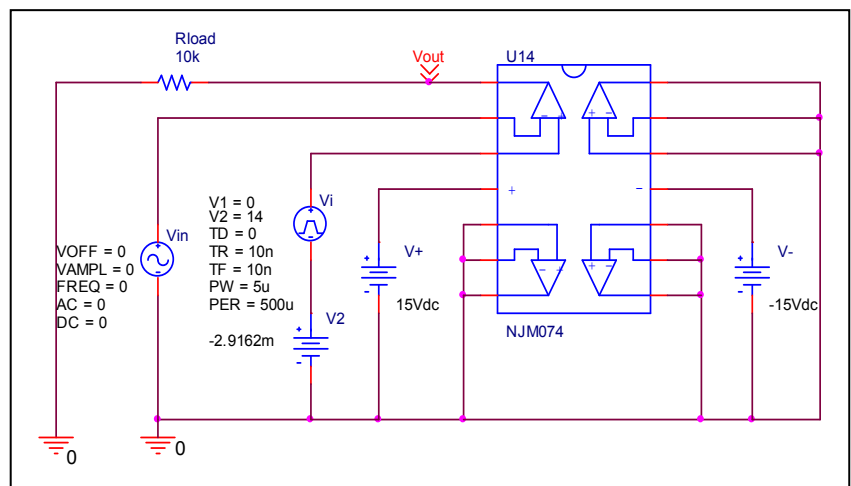 Rload
10k
Vout
U14
V1 = 0
V2 = 14
TD = 0
TR = 10n
TF = 10n
PW = 5u
PER = 500u
Vi
+
-
Vin
VOFF = 0
VAMPL = 0
FREQ = 0
AC = 0
DC = 0
V+
15Vdc
V-
-15Vdc
V2
-2.9162m
NJM074
0
0